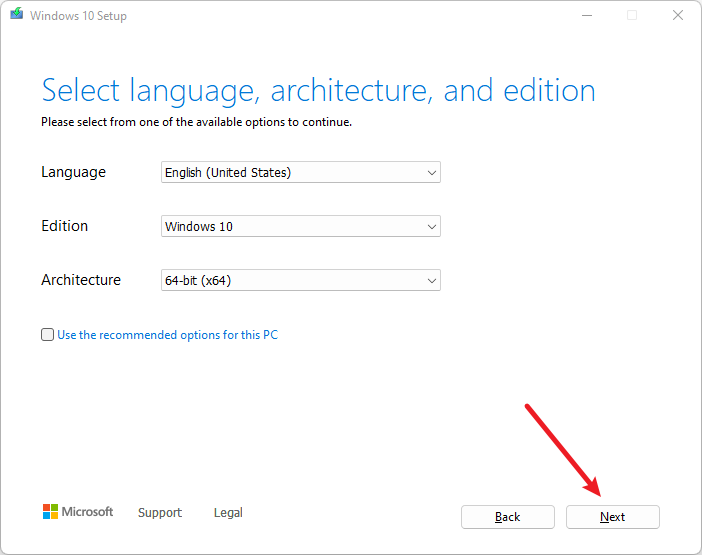 Windows 10 Setup
Select language, architecture, and edition
Please select from one of the available options to continue.
Language English (United States)
Edition Windows 10
Architecture 64-bit (x64)
Use the recommended options for this PC
Microsoft Support Legal Back Next